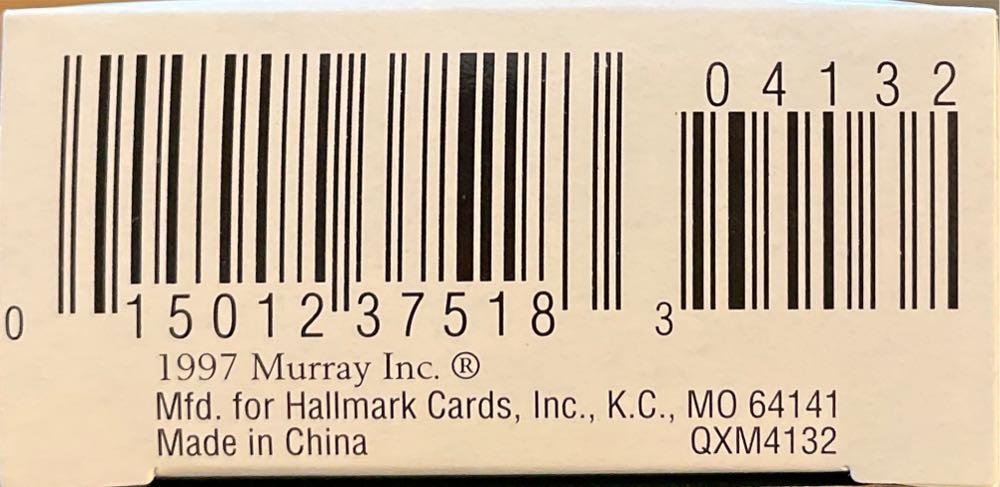 04132
0 15012 37518 3
1997 Murray Inc. ®
Mfd. for Hallmark Cards, Inc., K.C., MO 64141
Made in China QXM4132